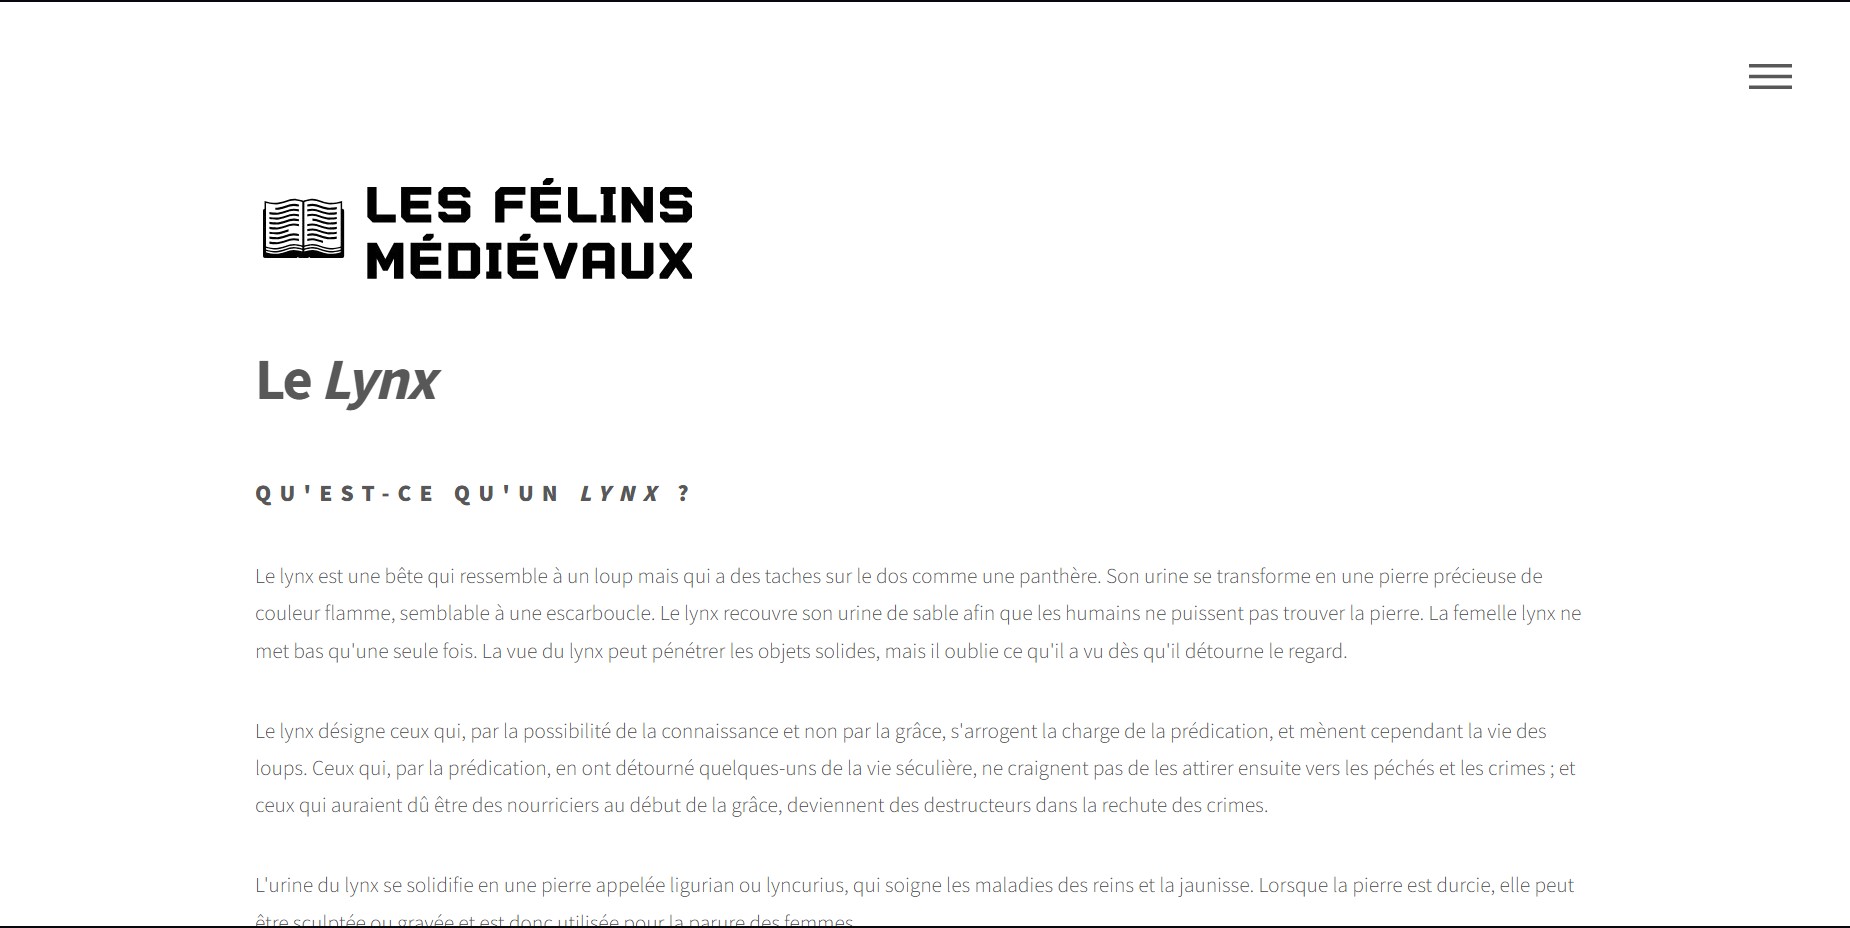 LES FÉLINS
MÉDIÉVAUX
Le Lynx
QU'EST-CE QU'UN LYNX ?
Le lynx est une bête qui ressemble à un loup mais qui a des taches sur le dos comme une panthère. Son urine se transforme en une pierre précieuse de
couleur flamme, semblable à une escarboucle. Le lynx recouvre son urine de sable afin que les humains ne puissent pas trouver la pierre. La femelle lynx ne
met bas qu'une seule fois. La vue du lynx peut pénétrer les objets solides, mais il oublie ce qu'il a vu dès qu'il détourne le regard.
Le lynx désigne ceux qui, par la possibilité de la connaissance et non par la grâce, s'arrogent la charge de la prédication, et mènent cependant la vie des
loups. Ceux qui, par la prédication, en ont détourné quelques-uns de la vie séculière, ne craignent pas de les attirer ensuite vers les péchés et les crimes ; et
ceux qui auraient dû être des nourriciers au début de la grâce, deviennent des destructeurs dans la rechute des crimes.
L'urine du lynx se solidifie en une pierre appelée ligurian ou lyncurius, qui soigne les maladies des reins et la jaunisse. Lorsque la pierre est durcie, elle peut
être sculptée ou gravée et est donc utilisée pour la parure des femmes.